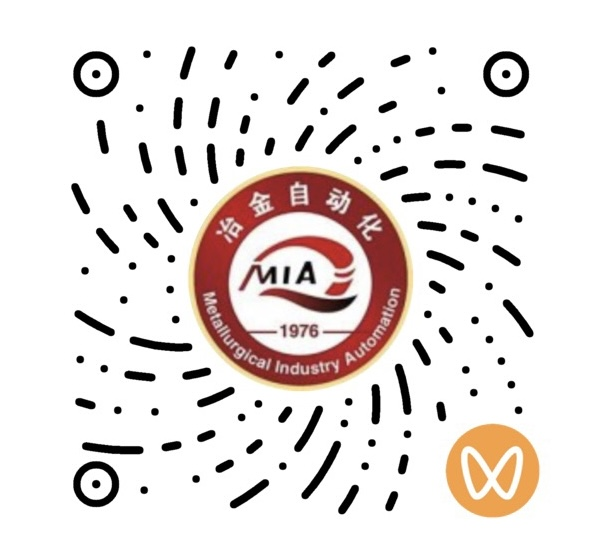 冶金自动化
MIA
1976
Metallurgical Industry Automation